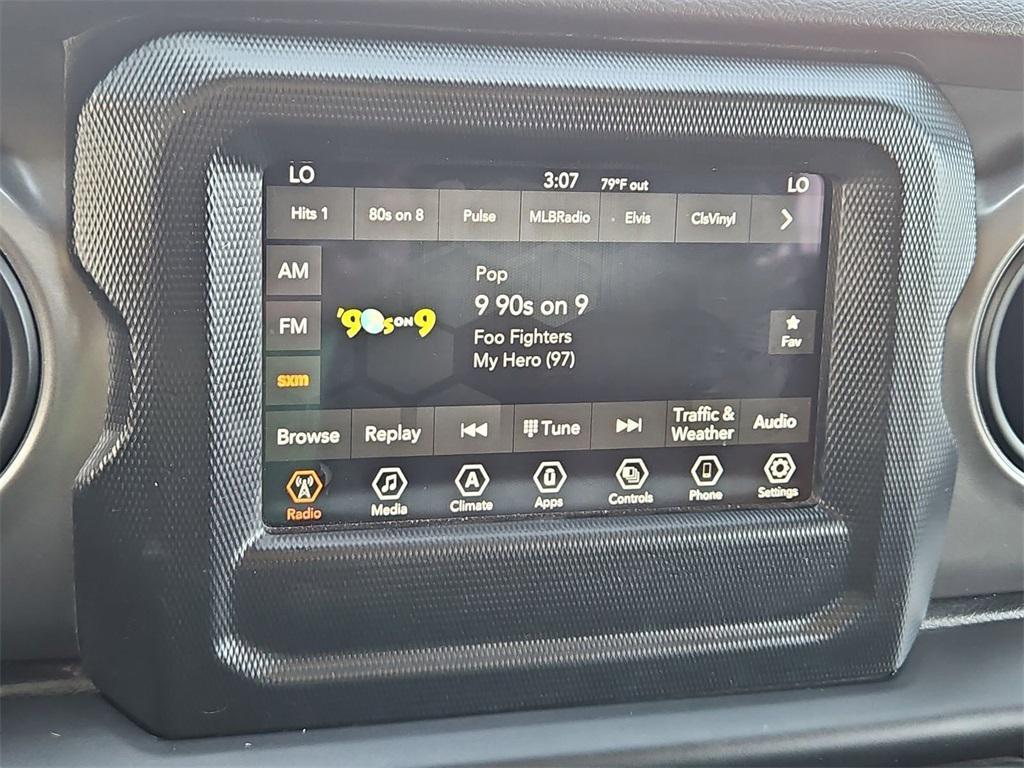 LO 3:07 79°F out LO
Hits 1 80s on 8 Pulse MLBRadio Elvis ClsVinyl
AM
FM
sxm
'90s ON 9
Pop
9 90s on 9
Foo Fighters
My Hero (97)
Fav
Browse Replay Tune Traffic & Weather Audio
Radio Media A Climate Apps Controls Phone Settings